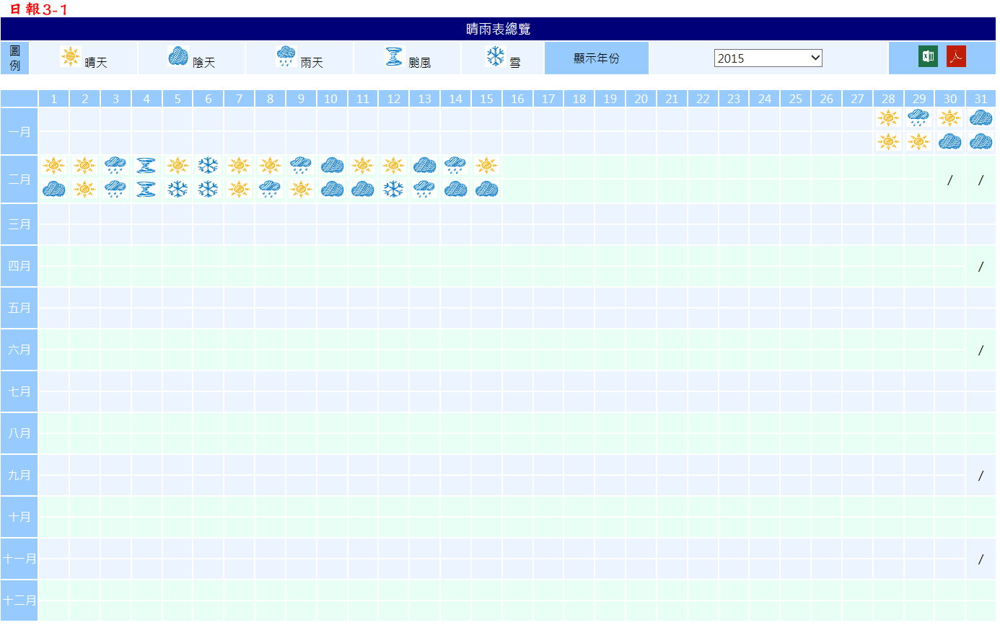 日報3-1
晴雨表總覽
圖例 晴天 陰天 雨天 颱風 雪 顯示年份 2015
1 2 3 4 5 6 7 8 9 10 11 12 13 14 15 16 17 18 19 20 21 22 23 24 25 26 27 28 29 30 31
一月
二月 / /
三月
四月 /
五月
六月 /
七月
八月
九月 /
十月
十一月 /
十二月